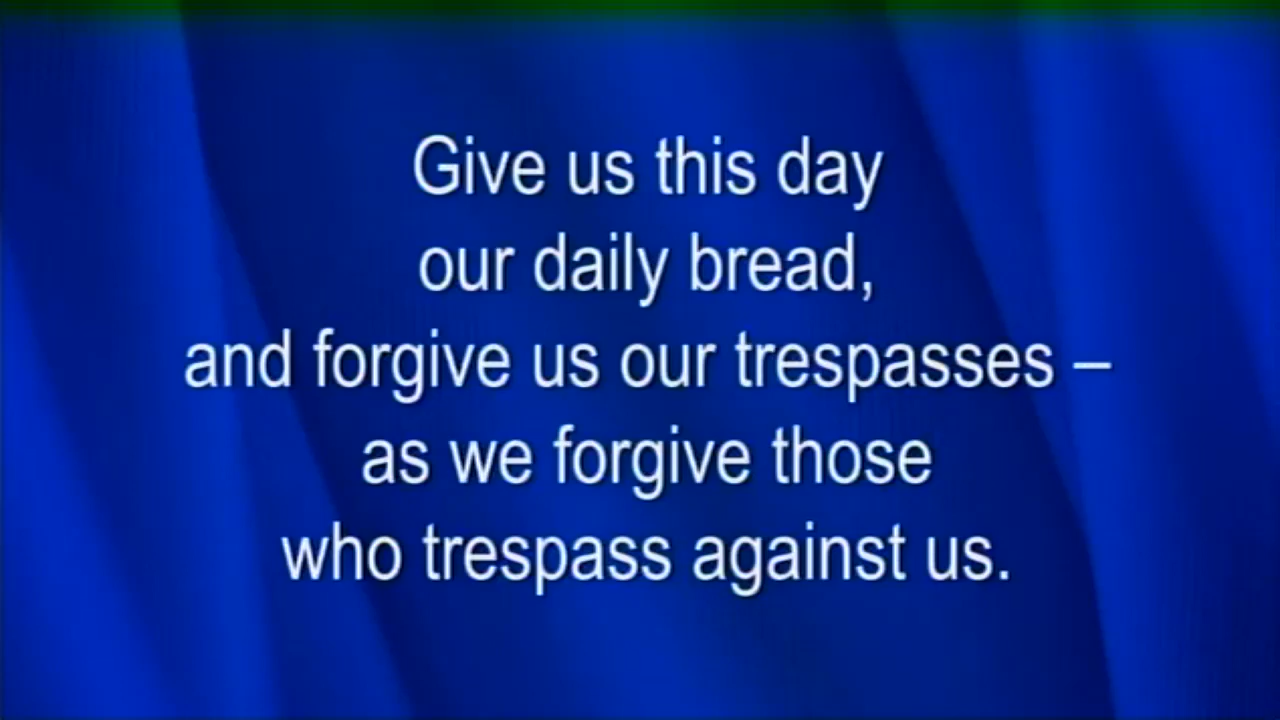 Give us this day
our daily bread,
and forgive us our trespasses –
as we forgive those
who trespass against us.